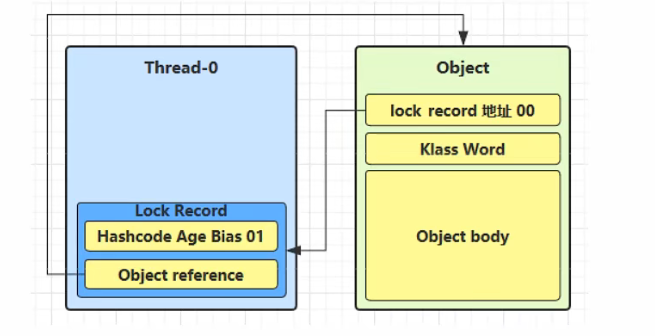 Thread-0
Lock Record
Hashcode Age Bias 01
Object reference
Object
lock record 地址 00
Klass Word
Object body